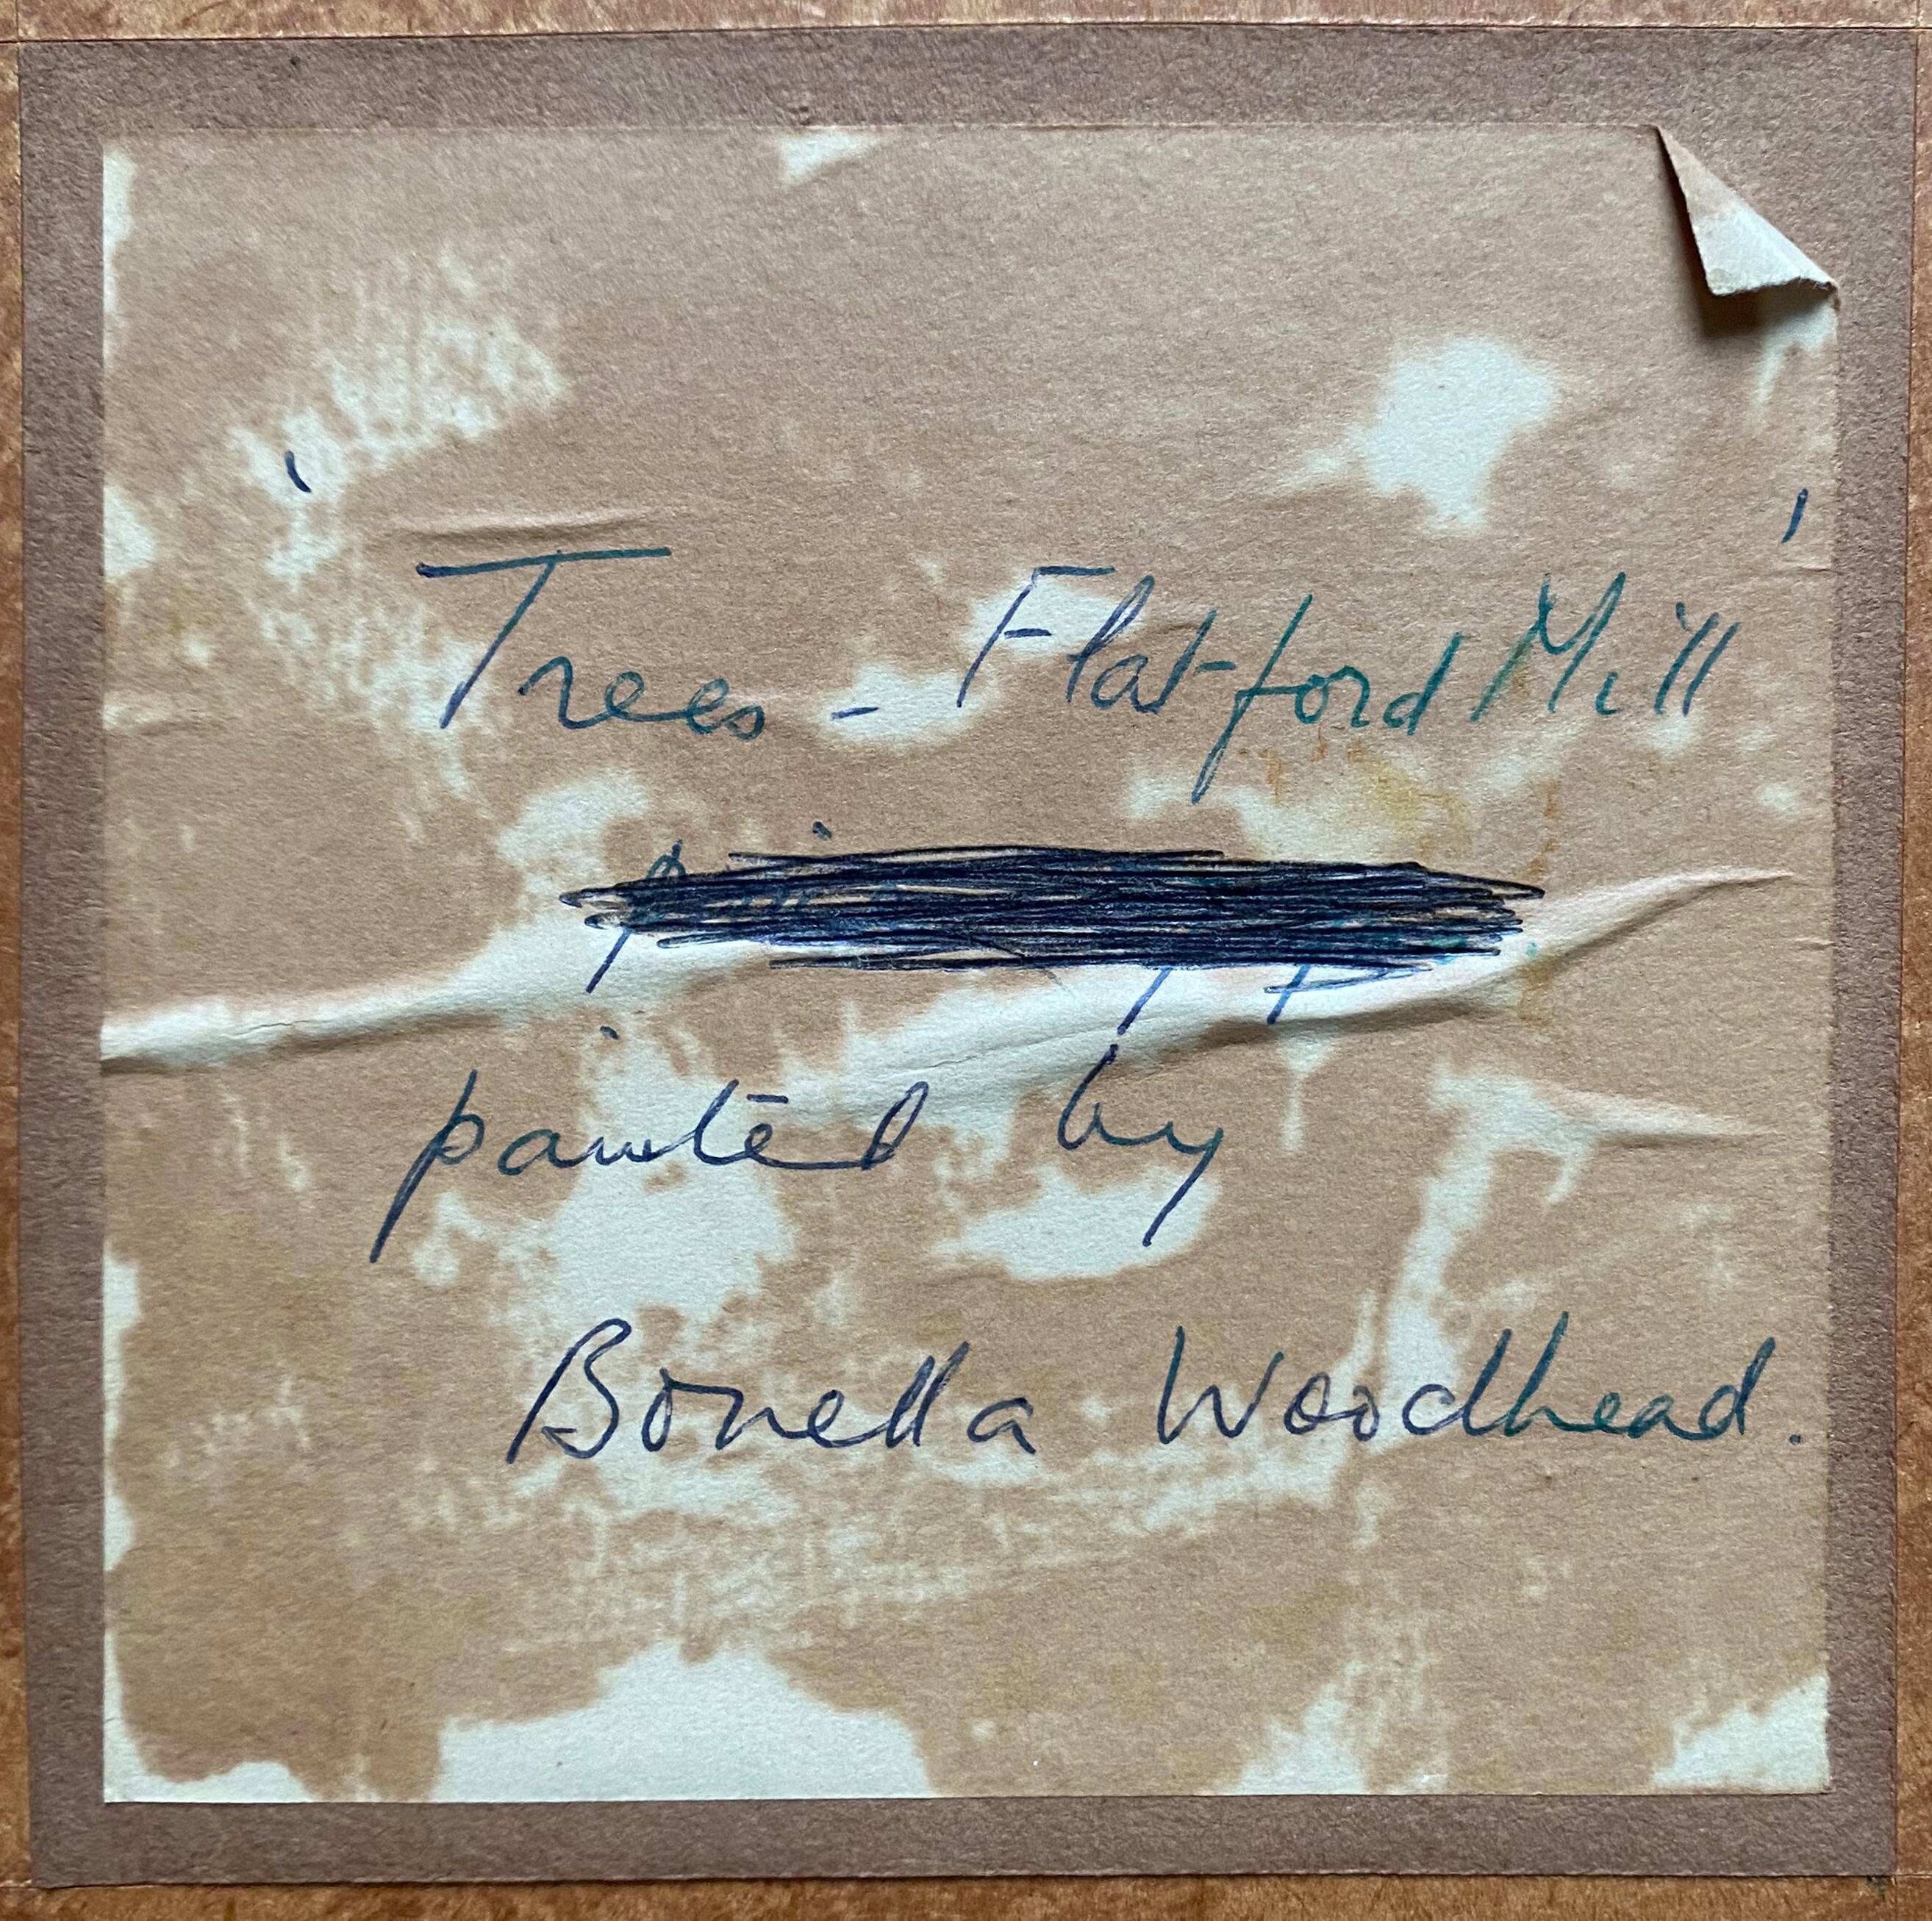 'Trees - Flatford Mill'
painted by
Bonella Woodhead.